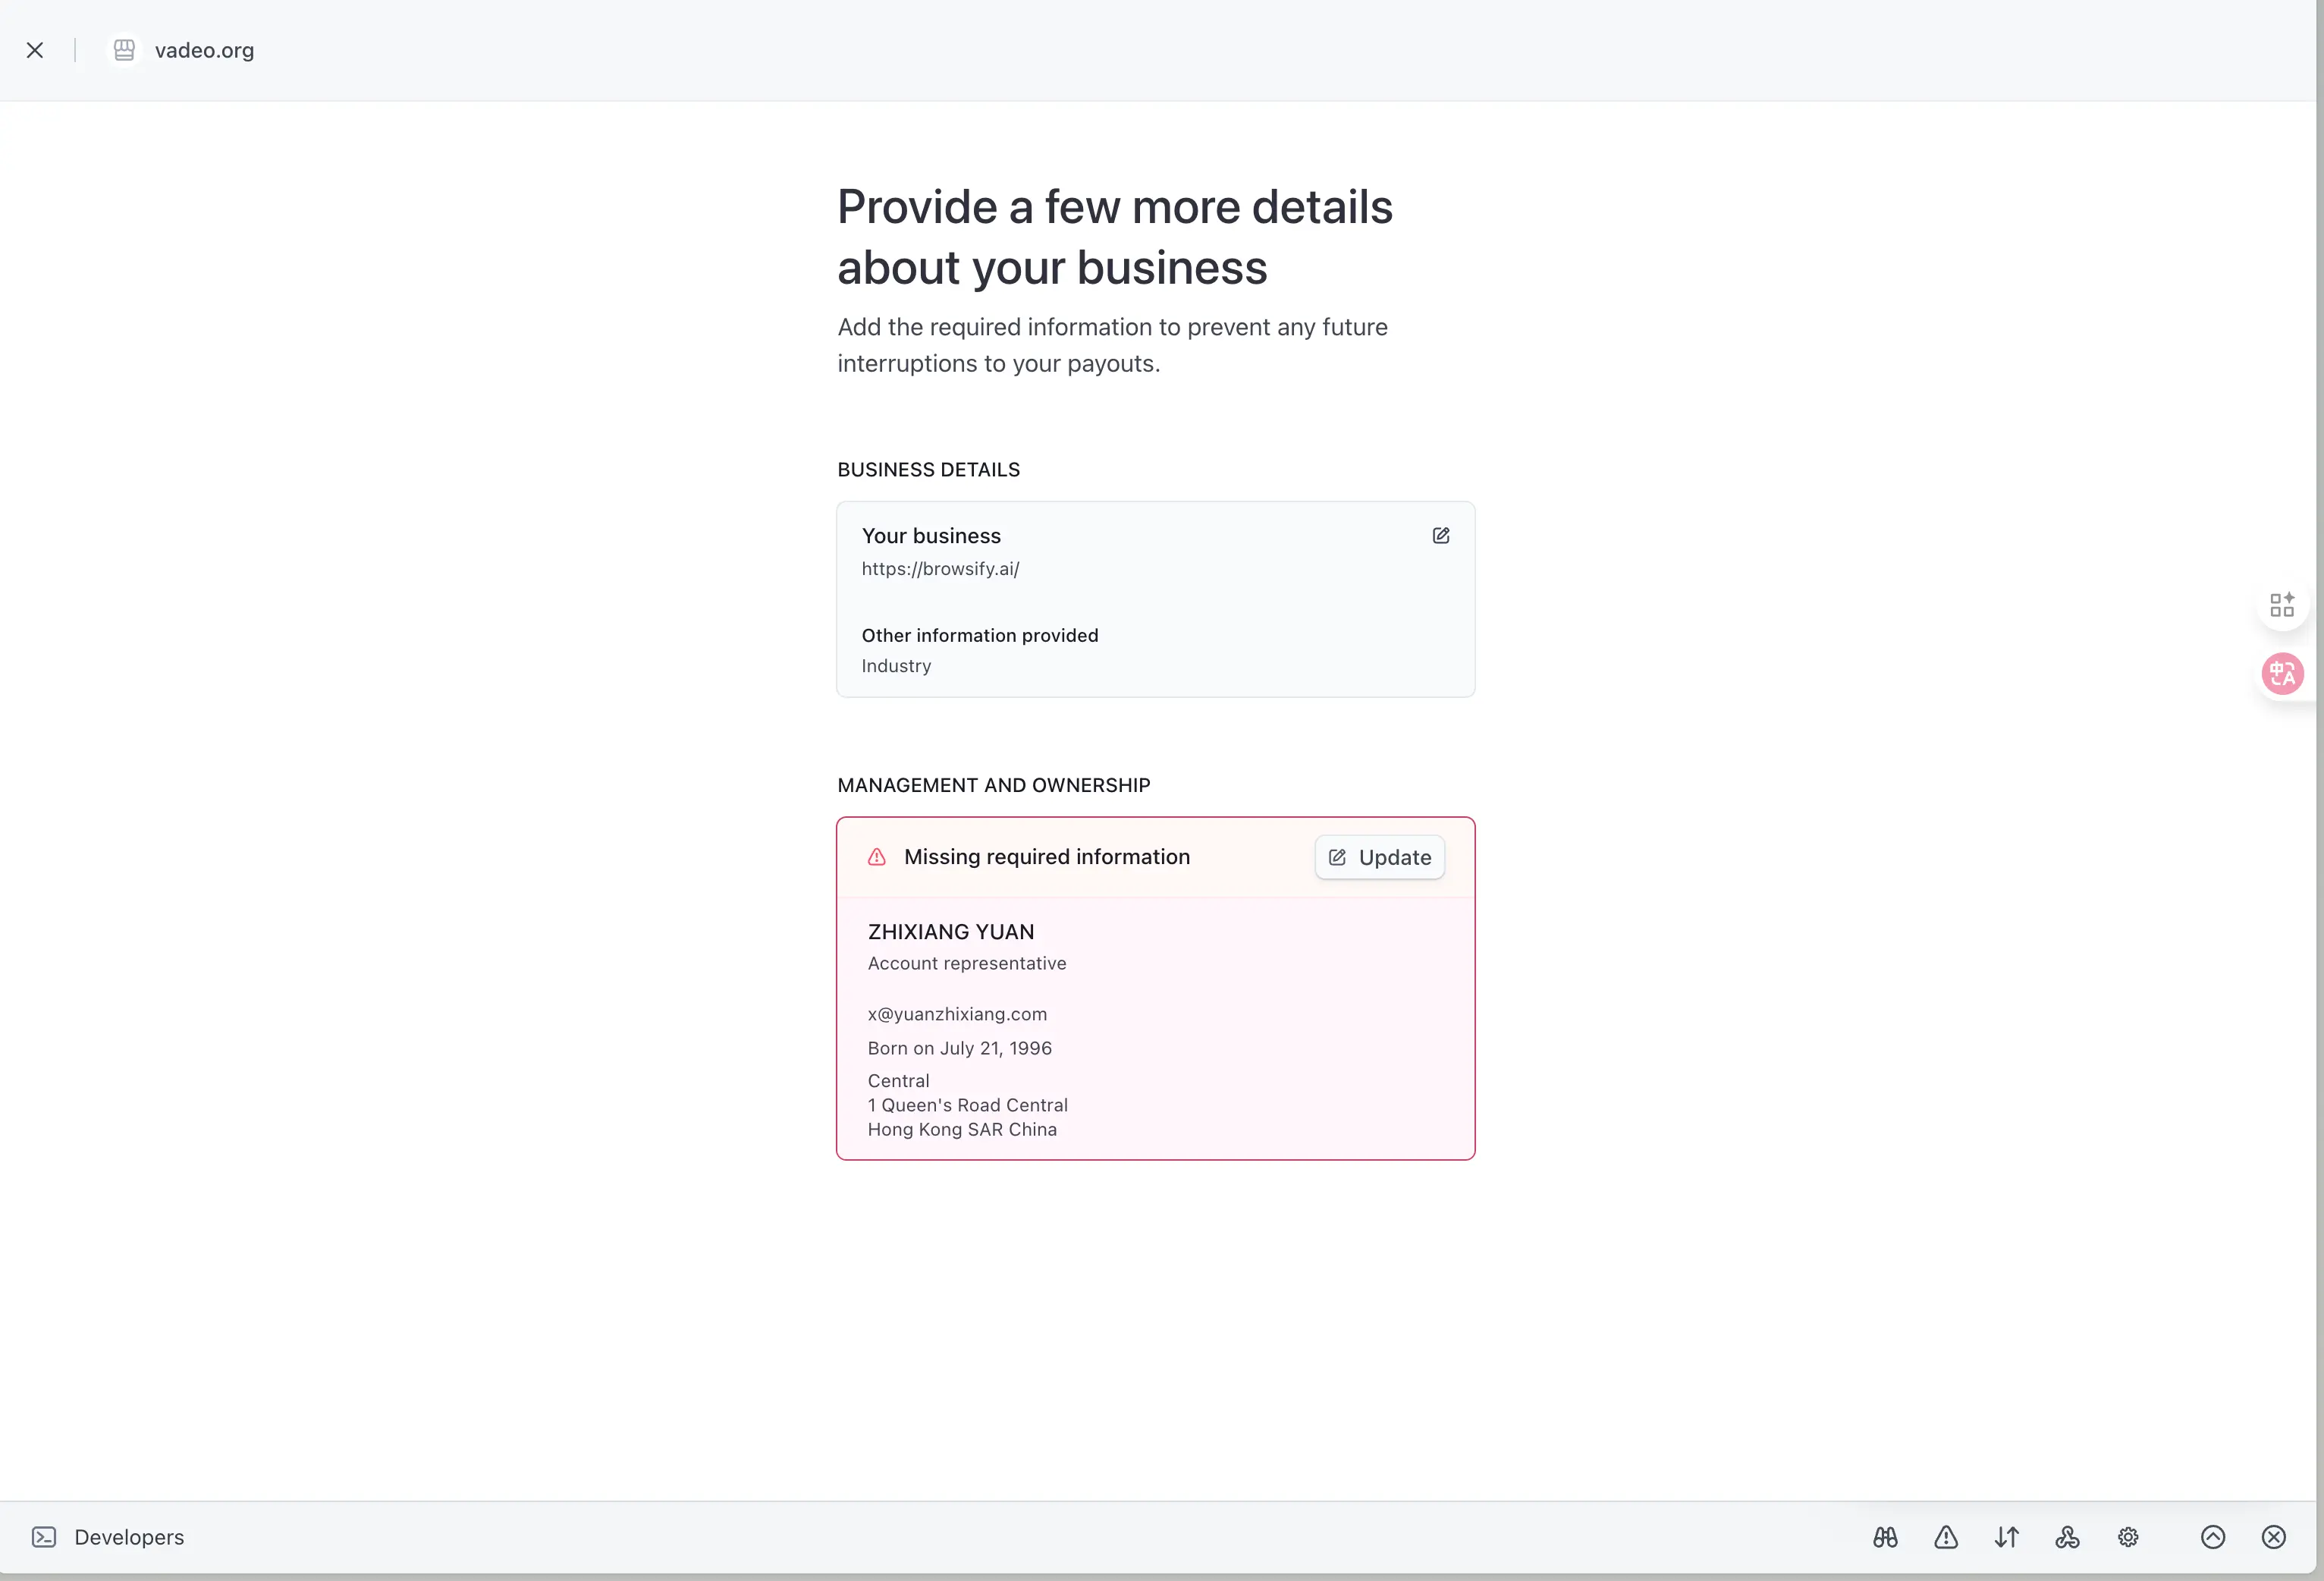 vadeo.org
Provide a few more details
about your business
Add the required information to prevent any future
interruptions to your payouts.
BUSINESS DETAILS
Your business
https://browsify.ai/
Other information provided
Industry
MANAGEMENT AND OWNERSHIP
Missing required information
Update
ZHIXIANG YUAN
Account representative
x@yuanzhixiang.com
Born on July 21, 1996
Central
1 Queen's Road Central
Hong Kong SAR China
中A
Developers